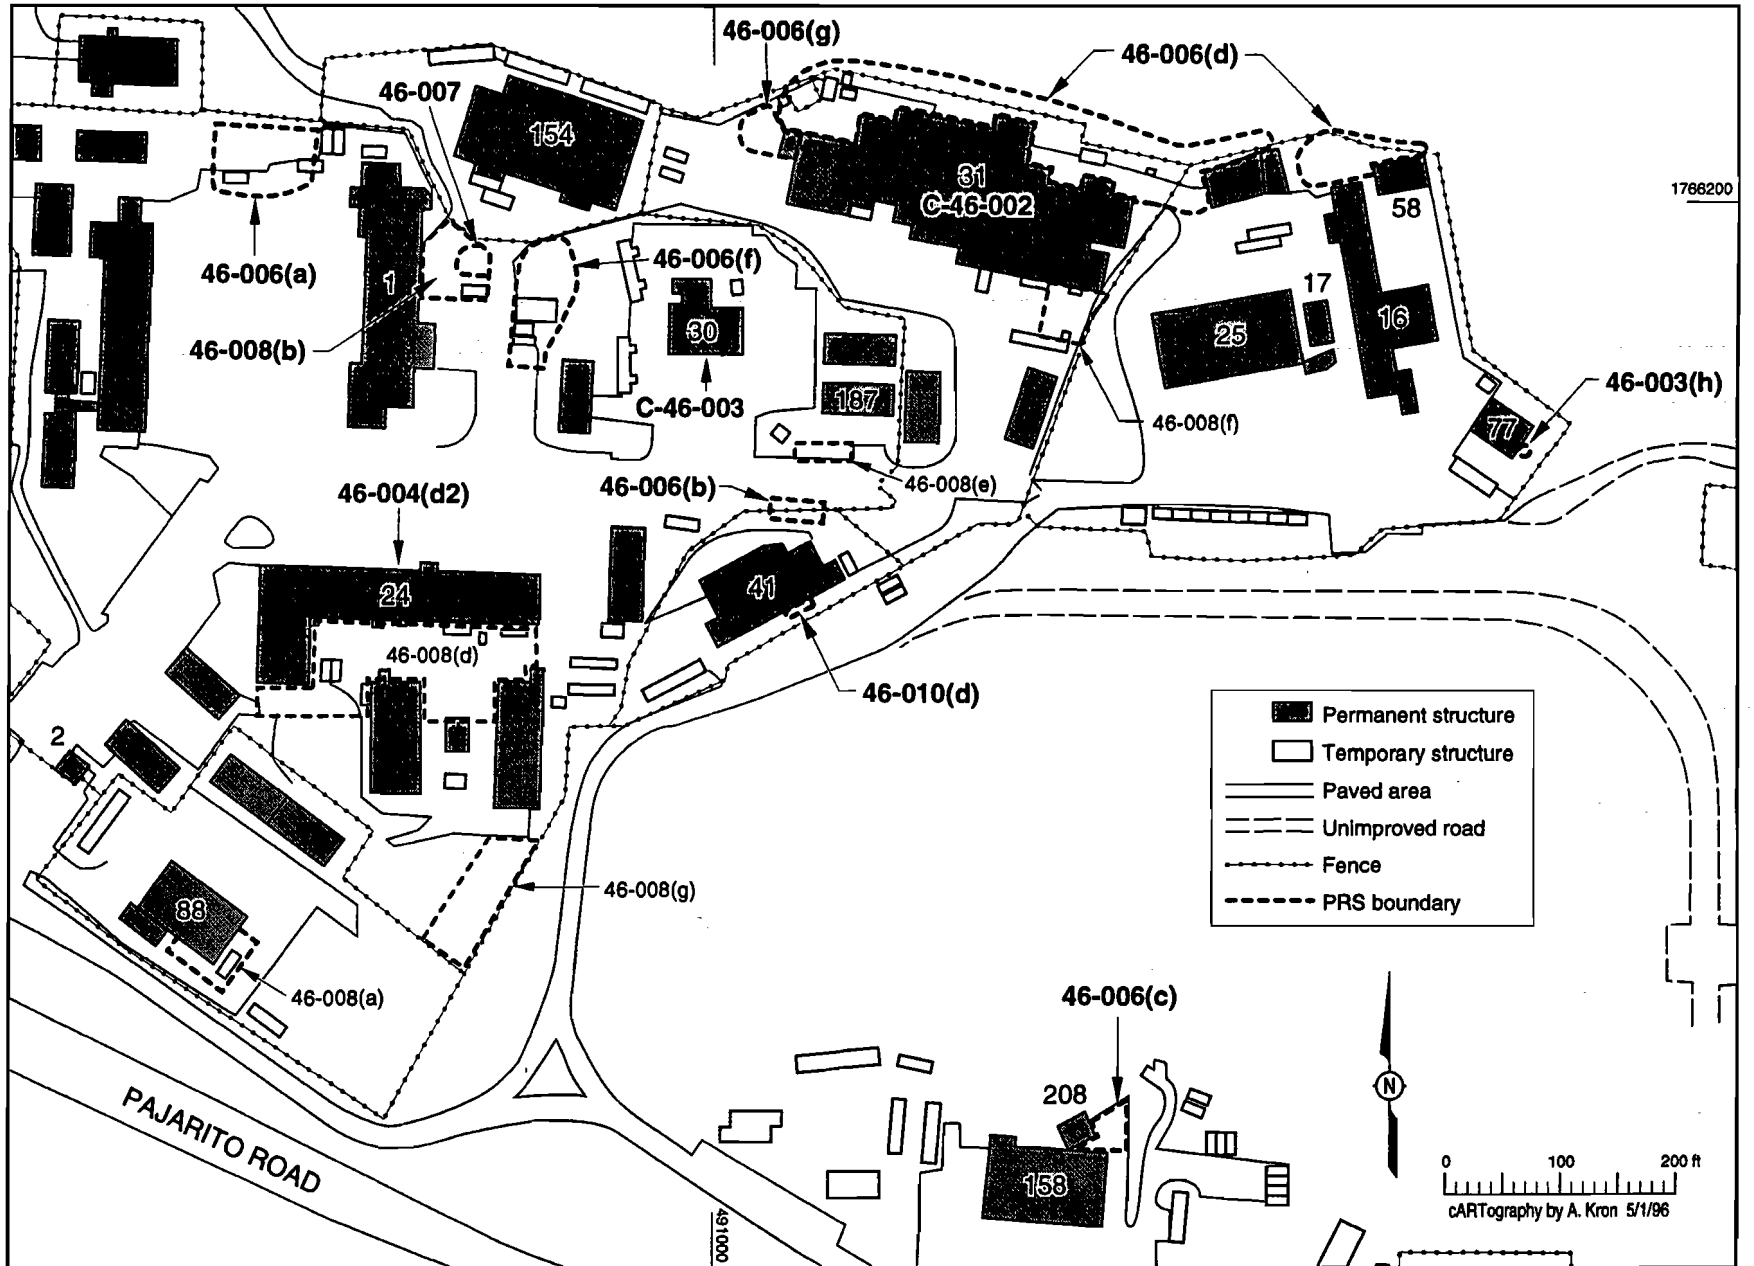 46-006(g)
46-006(d)
46-007
154
31
C-46-002
1766200
58
46-006(a)
1
46-006(f)
17
46-008(b)
30
25
16
C-46-003
187
46-003(h)
46-008(f)
77
46-004(d2)
46-006(b)
46-008(e)
24
41
46-008(d)
46-010(d)
2
Permanent structure
Temporary structure
Paved area
Unimproved road
Fence
PRS boundary
88
46-008(g)
46-008(a)
46-006(c)
N
208
PAJARITO ROAD
158
0 100 200 ft
cARTography by A. Kron 5/1/96
491000